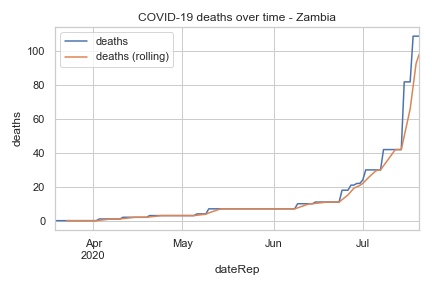 COVID-19 deaths over time - Zambia
deaths
deaths (rolling)
100
80
60
40
20
0
deaths
Apr
2020
May
Jun
Jul
dateRep